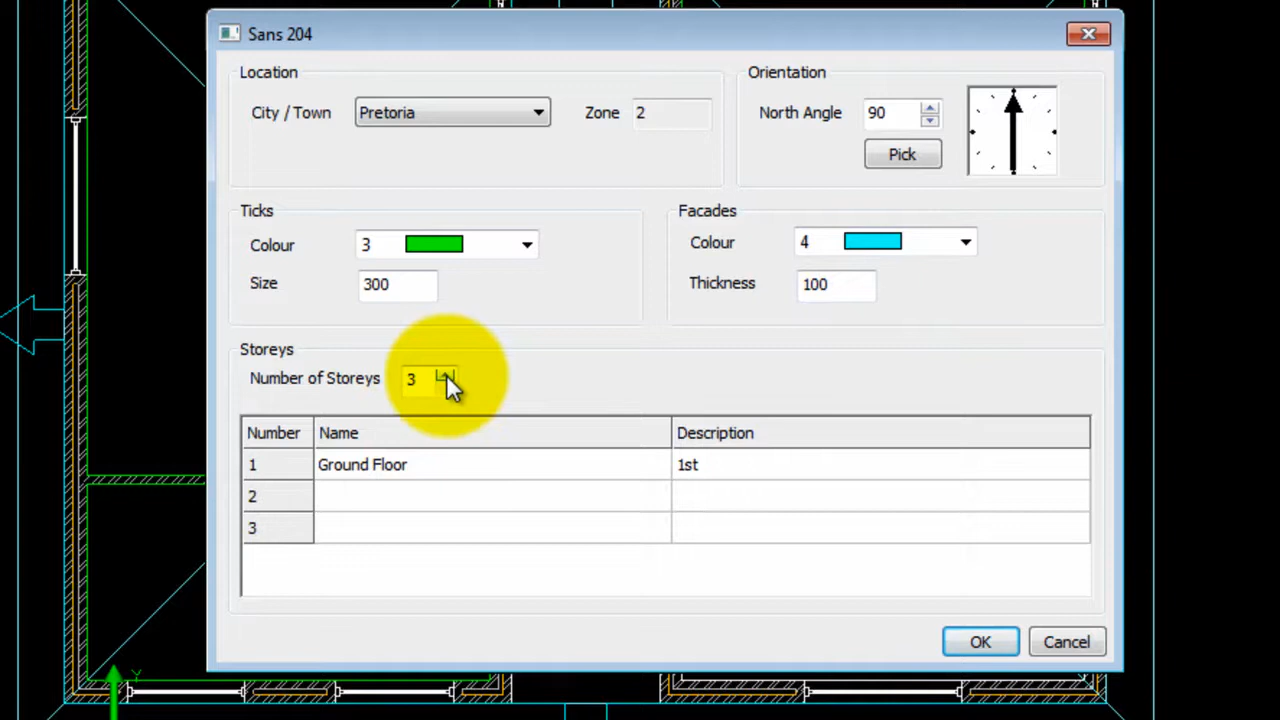 Sans 204
Location
Orientation
City / Town Pretoria Zone 2
North Angle 90
Pick
Ticks
Facades
Colour 3
Colour 4
Size 300
Thickness 100
Storeys
Number of Storeys 3
Number Name Description
1 Ground Floor 1st
2
3
OK Cancel
Y